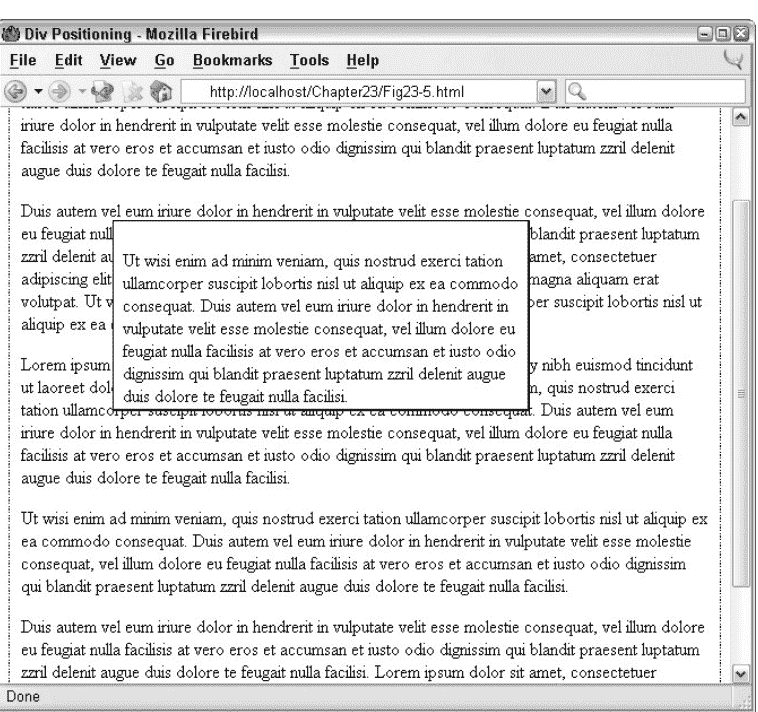 Div Positioning - Mozilla Firebird
File Edit View Go Bookmarks Tools Help
http://localhost/Chapter23/Fig23-5.html
iriure dolor in hendrerit in vulputate velit esse molestie consequat, vel illum dolore eu feugiat nulla
facilisis at vero eros et accumsan et iusto odio dignissim qui blandit praesent luptatum zzril delenit
augue duis dolore te feugait nulla facilisi.
Duis autem vel eum iriure dolor in hendrerit in vulputate velit esse molestie consequat, vel illum dolore
eu feugiat null blandit praesent luptatum
zzril delenit au amet, consectetuer
adipiscing elit magna aliquam erat
volutpat. Ut w per suscipit lobortis nisl ut
aliquip ex ea
Ut wisi enim ad minim veniam, quis nostrud exerci tation
ullamcorper suscipit lobortis nisl ut aliquip ex ea commodo
consequat. Duis autem vel eum iriure dolor in hendrerit in
vulputate velit esse molestie consequat, vel illum dolore eu
feugiat nulla facilisis at vero eros et accumsan et iusto odio
dignissim qui blandit praesent luptatum zzril delenit augue
duis dolore te feugait nulla facilisi.
Lorem ipsum y nibh euismod tincidunt
ut laoreet dol m, quis nostrud exerci
tation ullamcorper suscipit lobortis nisl ut aliquip ex ea commodo consequat. Duis autem vel eum
iriure dolor in hendrerit in vulputate velit esse molestie consequat, vel illum dolore eu feugiat nulla
facilisis at vero eros et accumsan et iusto odio dignissim qui blandit praesent luptatum zzril delenit
augue duis dolore te feugait nulla facilisi.
Ut wisi enim ad minim veniam, quis nostrud exerci tation ullamcorper suscipit lobortis nisl ut aliquip ex
ea commodo consequat. Duis autem vel eum iriure dolor in hendrerit in vulputate velit esse molestie
consequat, vel illum dolore eu feugiat nulla facilisis at vero eros et accumsan et iusto odio dignissim
qui blandit praesent luptatum zzril delenit augue duis dolore te feugait nulla facilisi.
Duis autem vel eum iriure dolor in hendrerit in vulputate velit esse molestie consequat, vel illum dolore
eu feugiat nulla facilisis at vero eros et accumsan et iusto odio dignissim qui blandit praesent luptatum
zzril delenit augue duis dolore te feugait nulla facilisi. Lorem ipsum dolor sit amet, consectetuer
Done